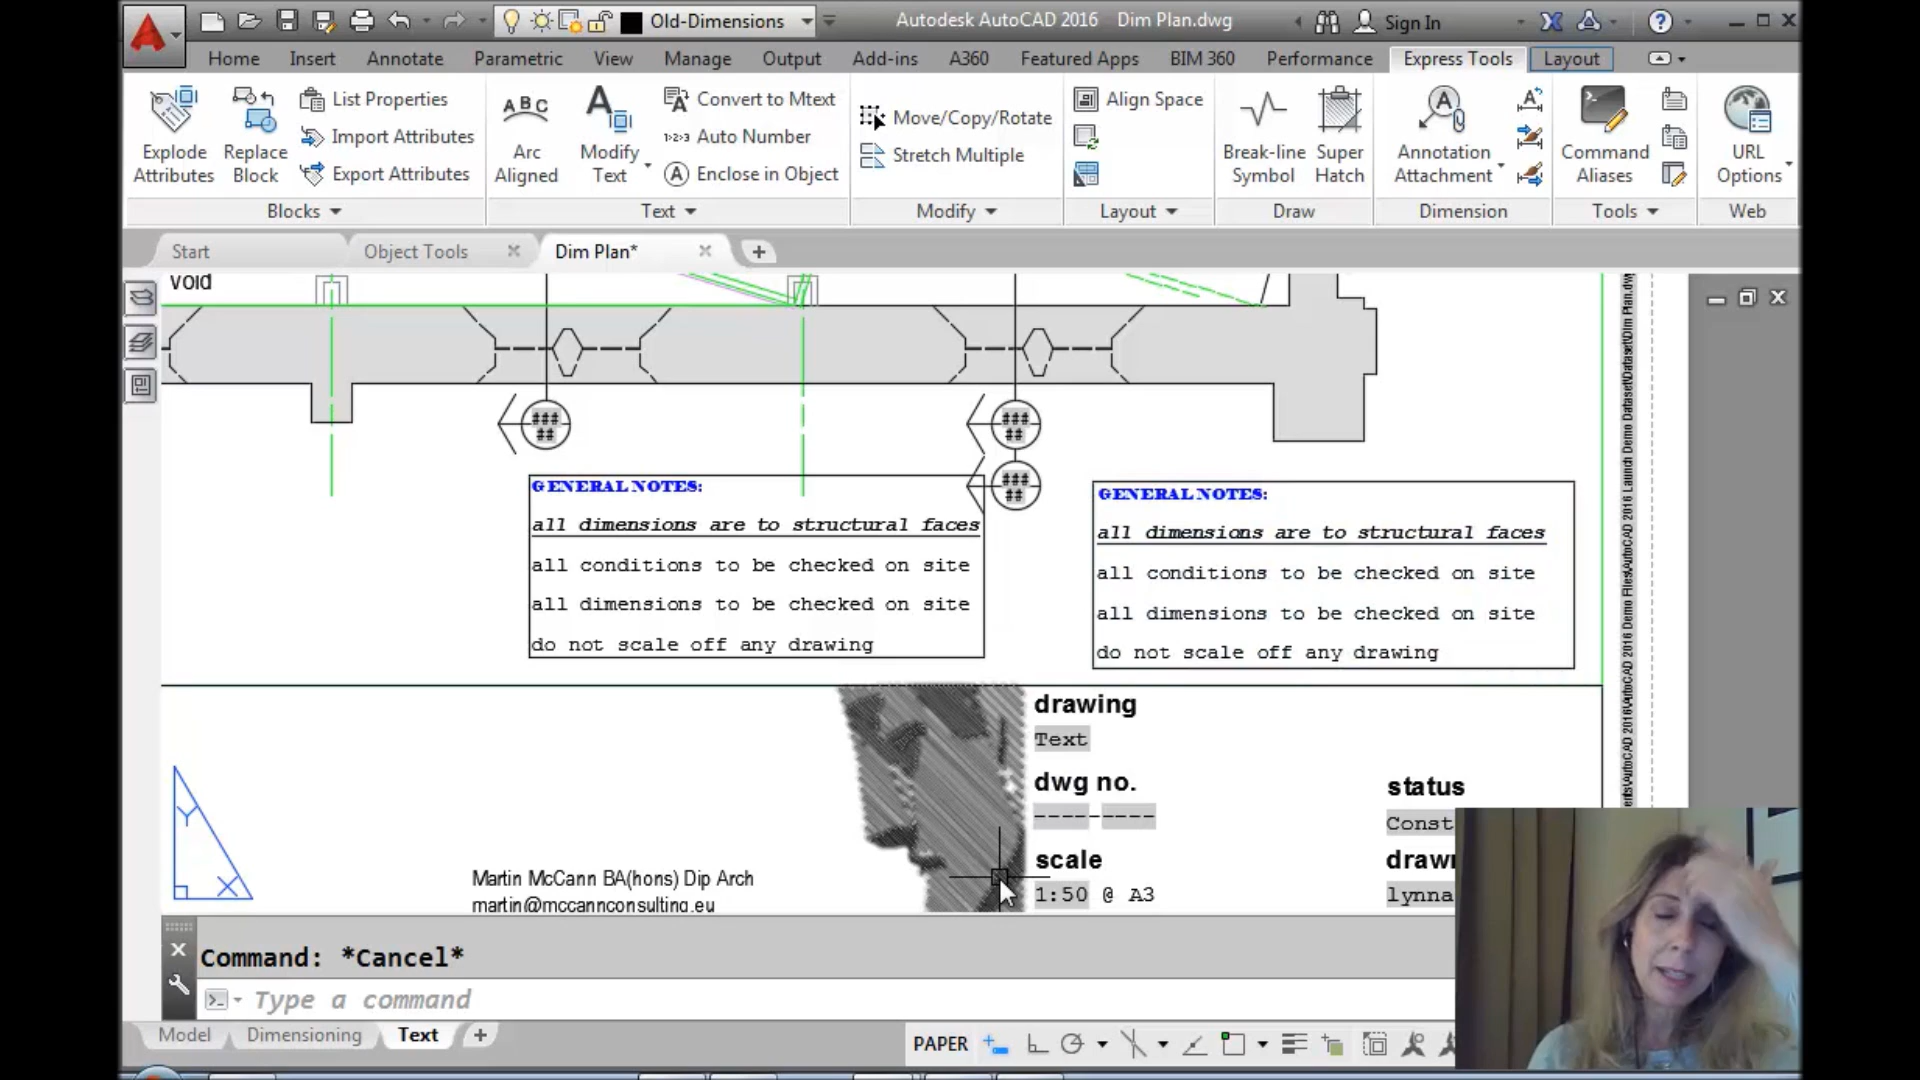 Old-Dimensions
Autodesk AutoCAD 2016 Dim Plan.dwg
Sign In
Home Insert Annotate Parametric View Manage Output Add-ins A360 Featured Apps BIM 360 Performance Express Tools Layout
Explode Attributes
Replace Block
List Properties
Import Attributes
Export Attributes
Blocks
ABC
Arc Aligned
Modify Text
Convert to Mtext
1-2-3 Auto Number
Enclose in Object
Text
Move/Copy/Rotate
Stretch Multiple
Modify
Align Space
Layout
Break-line Symbol
Super Hatch
Draw
Annotation Attachment
Dimension
Command Aliases
Tools
URL Options
Web
Start
Object Tools
Dim Plan*
void
###
##
###
##
###
##
GENERAL NOTES:
all dimensions are to structural faces
all conditions to be checked on site
all dimensions to be checked on site
do not scale off any drawing
GENERAL NOTES:
all dimensions are to structural faces
all conditions to be checked on site
all dimensions to be checked on site
do not scale off any drawing
drawing
Text
dwg no.
---------
scale
1:50 @ A3
status
Const
drawn
lynna
Y
X
Martin McCann BA(hons) Dip Arch
martin@mccannconsulting.eu
Command: *Cancel*
Type a command
Model Dimensioning Text
PAPER